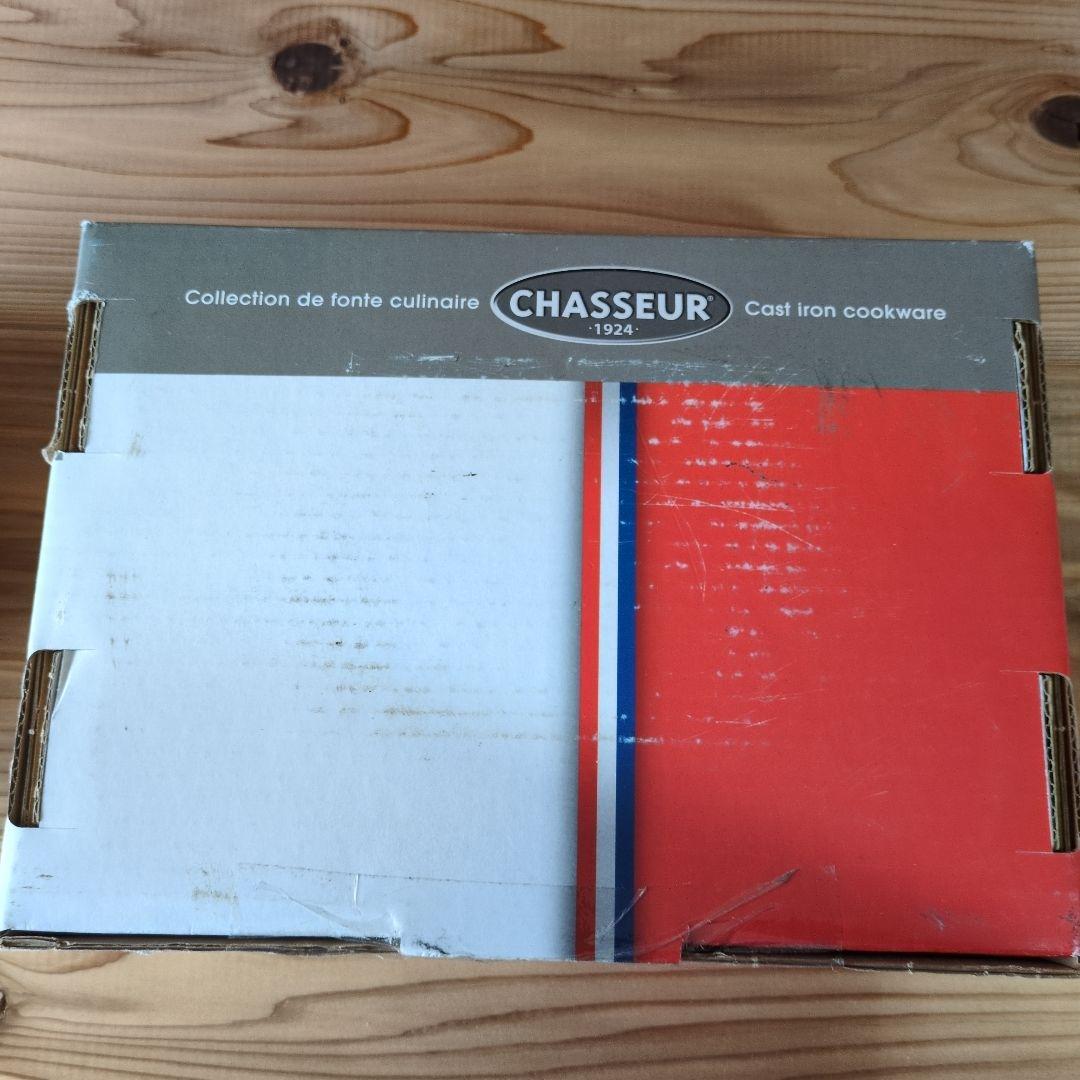 Collection de fonte culinaire
CHASSEUR®
·1924·
Cast iron cookware